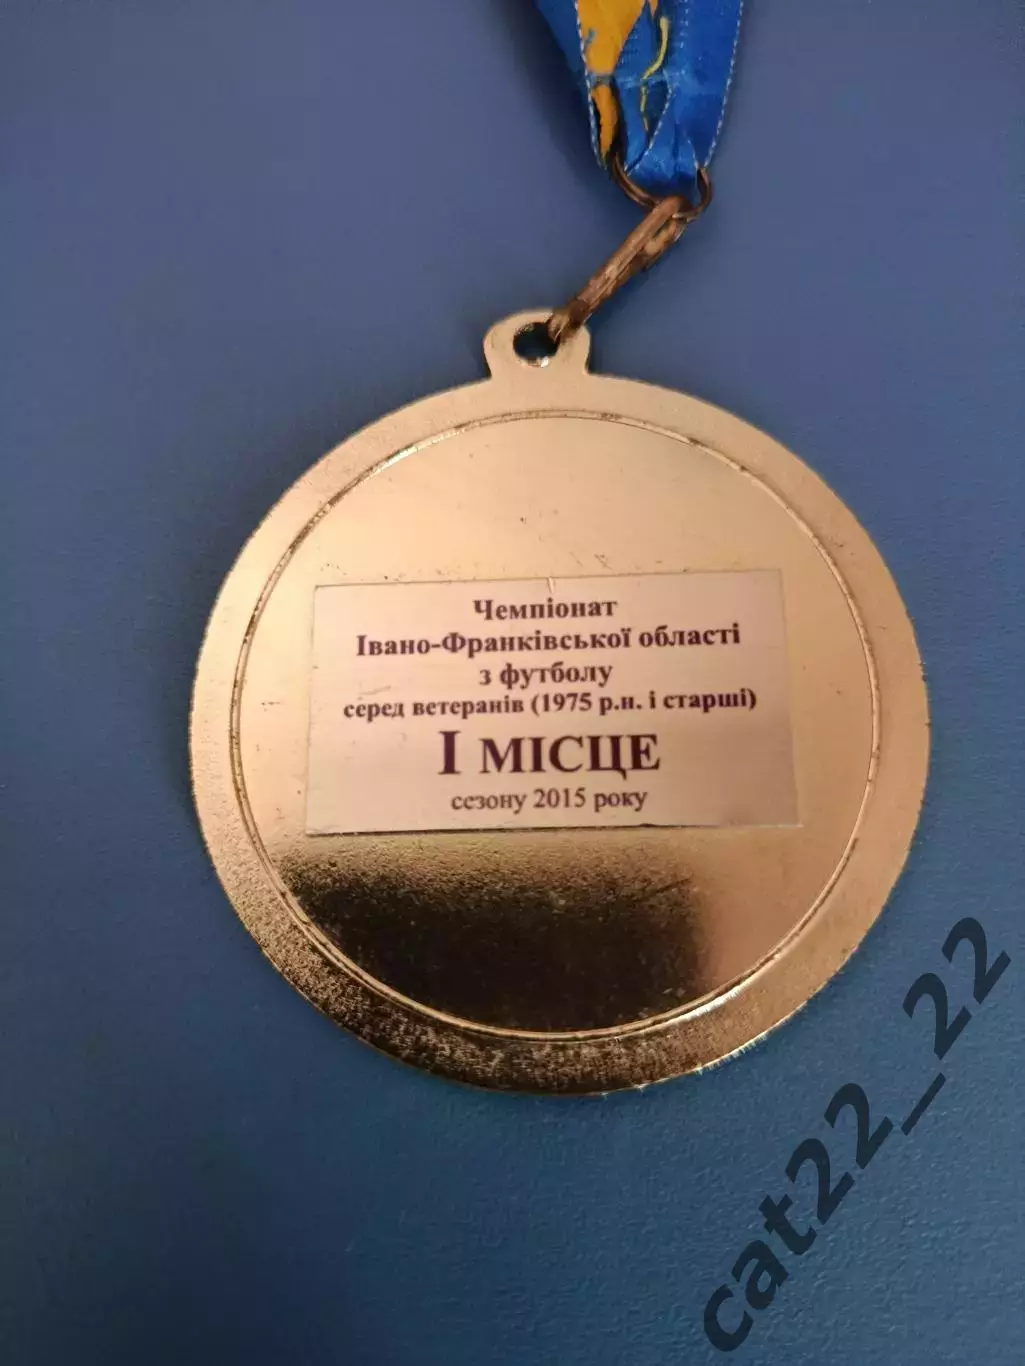 Чемпіонат
Івано-Франківської області
з футболу
серед ветеранів (1975 р.н. і старші)
І МІСЦЕ
сезону 2015 року
cat22_22